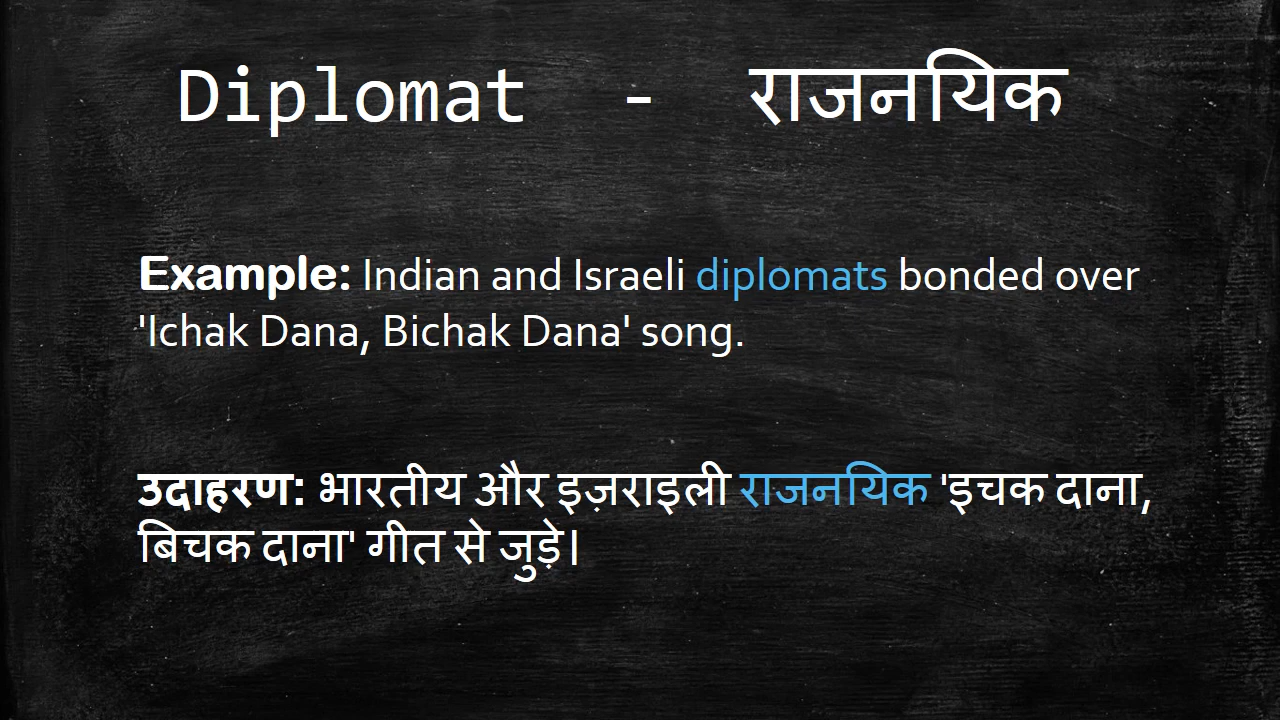 Diplomat - राजनयिक
Example: Indian and Israeli diplomats bonded over
'Ichak Dana, Bichak Dana' song.
उदाहरण: भारतीय और इज़राइली राजनयिक 'इचक दाना,
बिचक दाना' गीत से जुड़े।